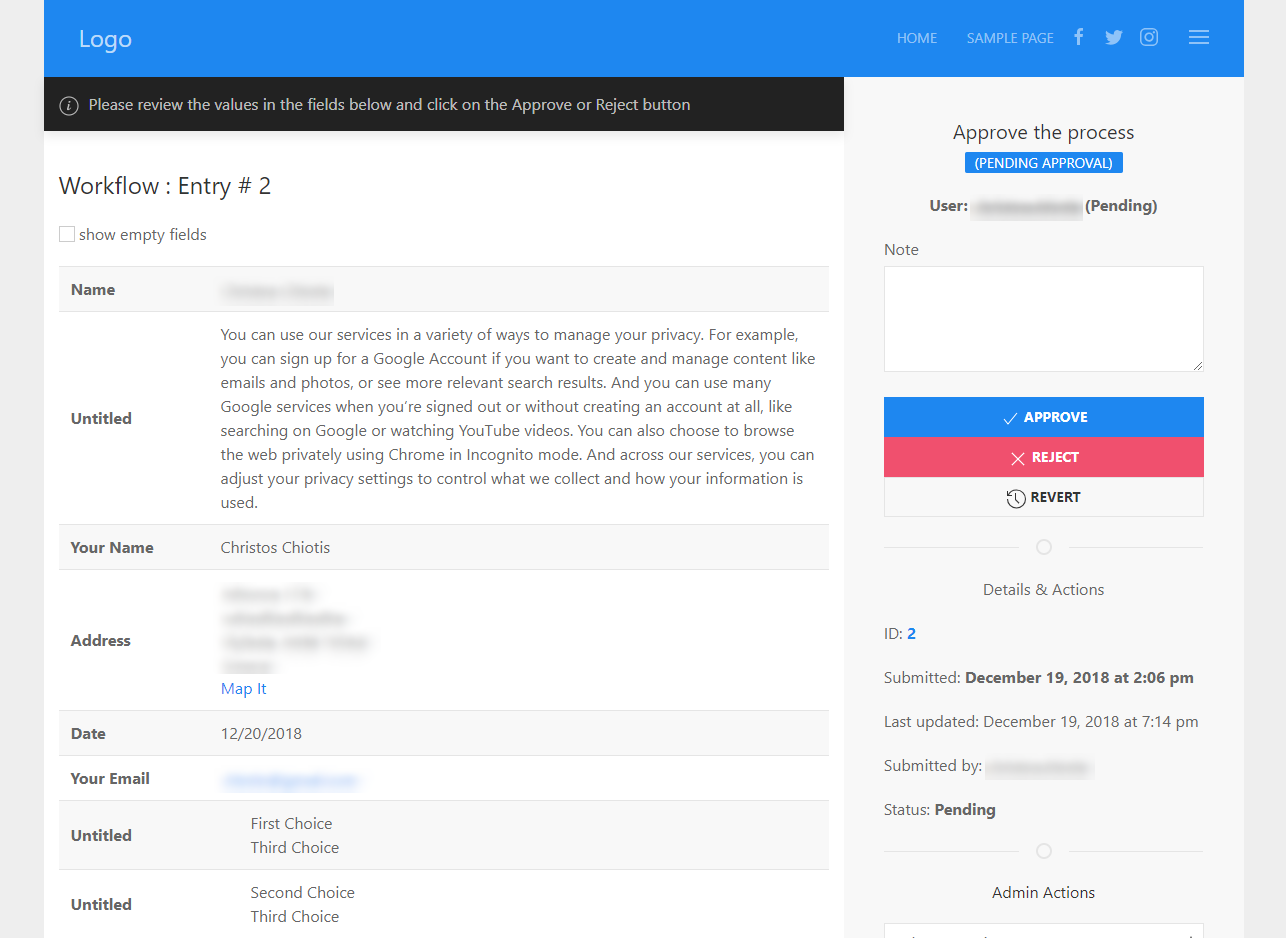 Logo
HOME
SAMPLE PAGE
Please review the values in the fields below and click on the Approve or Reject button
Workflow : Entry # 2
show empty fields
Name
Untitled
You can use our services in a variety of ways to manage your privacy. For example,
you can sign up for a Google Account if you want to create and manage content like
emails and photos, or see more relevant search results. And you can use many
Google services when you’re signed out or without creating an account at all, like
searching on Google or watching YouTube videos. You can also choose to browse
the web privately using Chrome in Incognito mode. And across our services, you can
adjust your privacy settings to control what we collect and how your information is
used.
Your Name
Christos Chiotis
Address
Map It
Date
12/20/2018
Your Email
Untitled
First Choice
Third Choice
Untitled
Second Choice
Third Choice
Approve the process
(PENDING APPROVAL)
User: (Pending)
Note
APPROVE
REJECT
REVERT
Details & Actions
ID: 2
Submitted: December 19, 2018 at 2:06 pm
Last updated: December 19, 2018 at 7:14 pm
Submitted by:
Status: Pending
Admin Actions